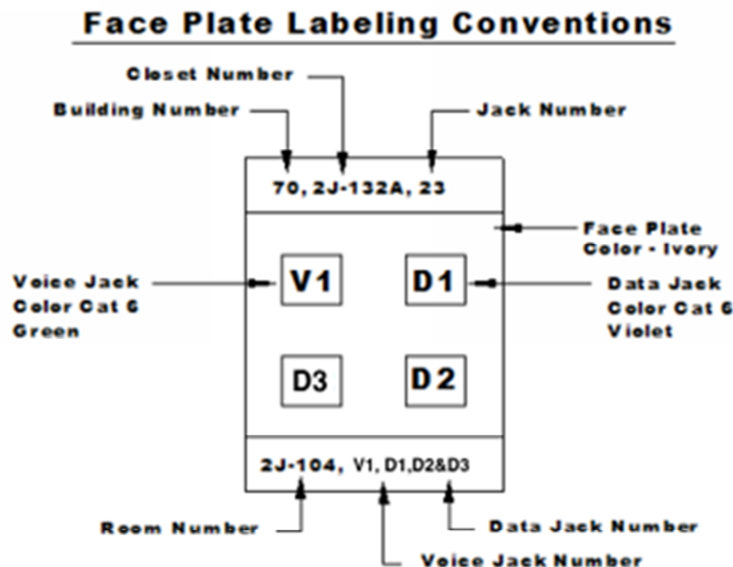 Face Plate Labeling Conventions
Closet Number
Building Number
Jack Number
70, 2J-132A, 23
Face Plate
Color - Ivory
Voice Jack
Color Cat 6
Green
V1
D1
Data Jack
Color Cat 6
Violet
D3
D2
2J-104, V1, D1,D2&D3
Room Number
Data Jack Number
Voice Jack Number